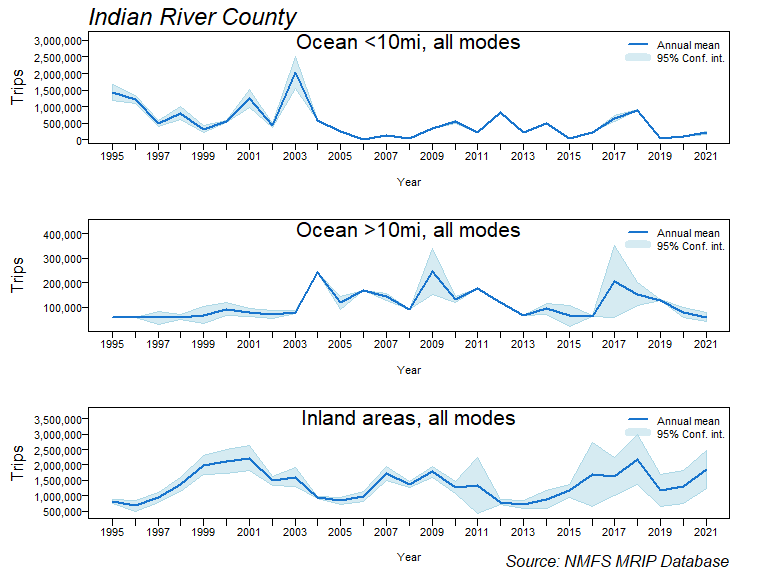 Indian River County
Ocean <10mi, all modes
Annual mean
95% Conf. int.
Trips
3,000,000
2,500,000
2,000,000
1,500,000
1,000,000
500,000
0
1995 1997 1999 2001 2003 2005 2007 2009 2011 2013 2015 2017 2019 2021
Year
Ocean >10mi, all modes
Annual mean
95% Conf. int.
Trips
400,000
300,000
200,000
100,000
1995 1997 1999 2001 2003 2005 2007 2009 2011 2013 2015 2017 2019 2021
Year
Inland areas, all modes
Annual mean
95% Conf. int.
Trips
3,500,000
3,000,000
2,500,000
2,000,000
1,500,000
1,000,000
500,000
1995 1997 1999 2001 2003 2005 2007 2009 2011 2013 2015 2017 2019 2021
Year
Source: NMFS MRIP Database